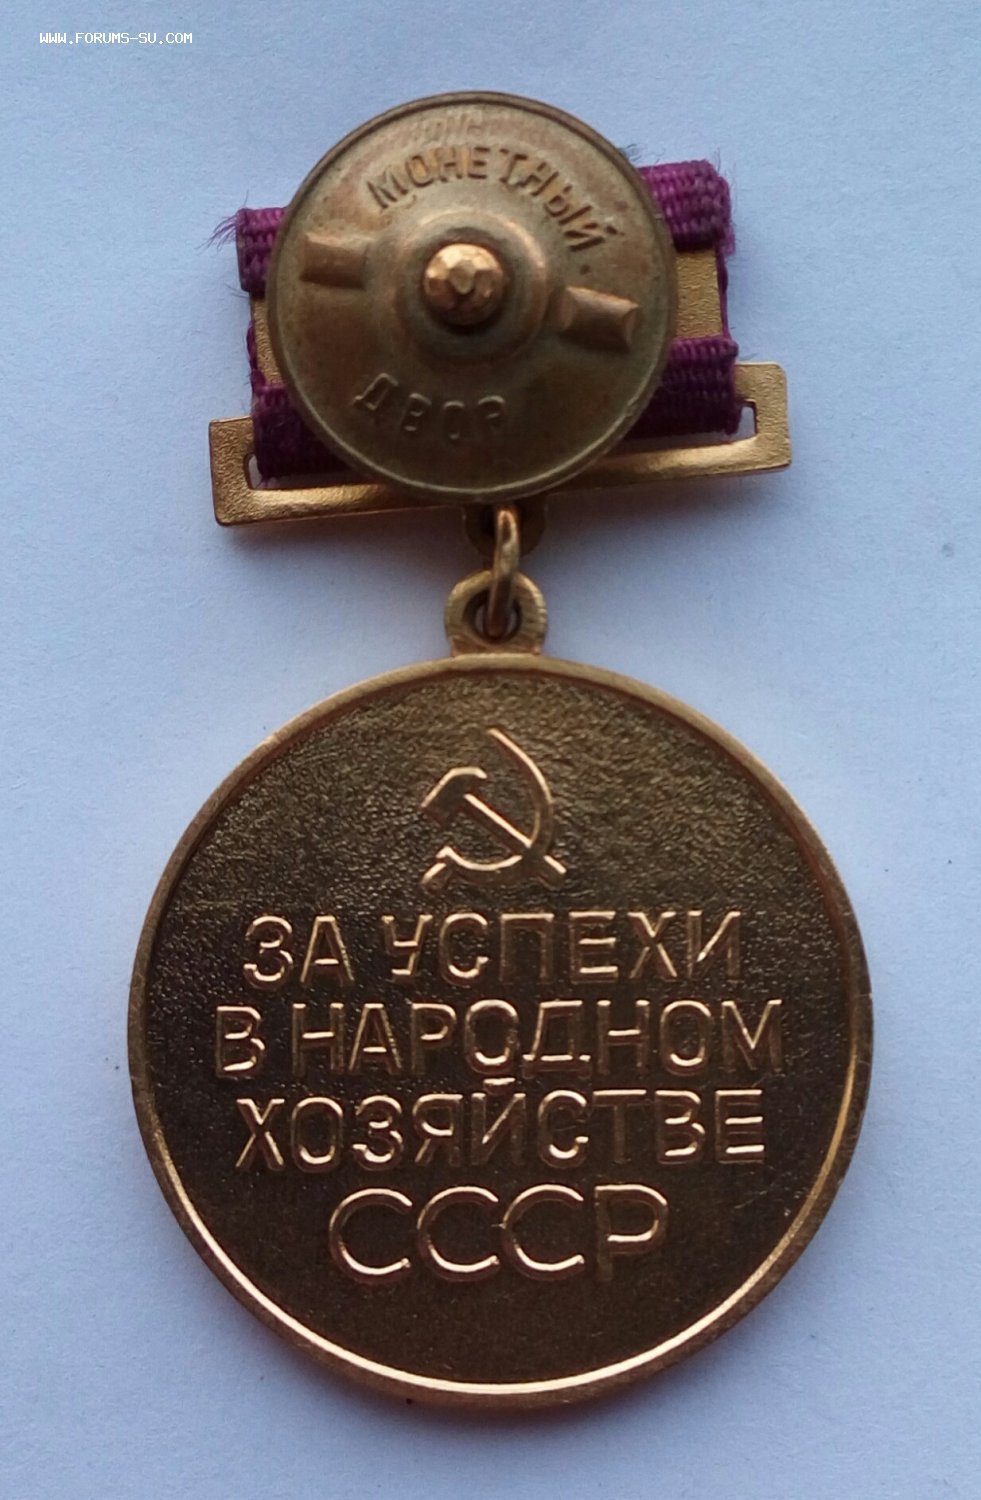 WWW.FORUMS-SU.COM
МОНЕТНЫЙ
ДВОР
ЗА УСПЕХИ
В НАРОДНОМ
ХОЗЯЙСТВЕ
СССР